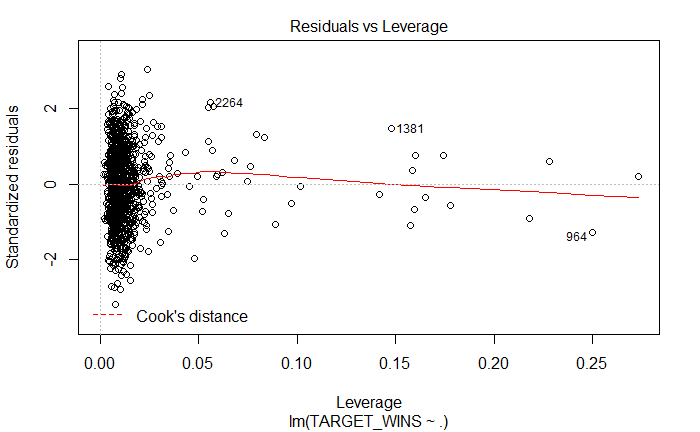 Residuals vs Leverage
Standardized residuals
2
0
-2
2264
1381
964
Cook's distance
0.00 0.05 0.10 0.15 0.20 0.25
Leverage
lm(TARGET_WINS ~ .)